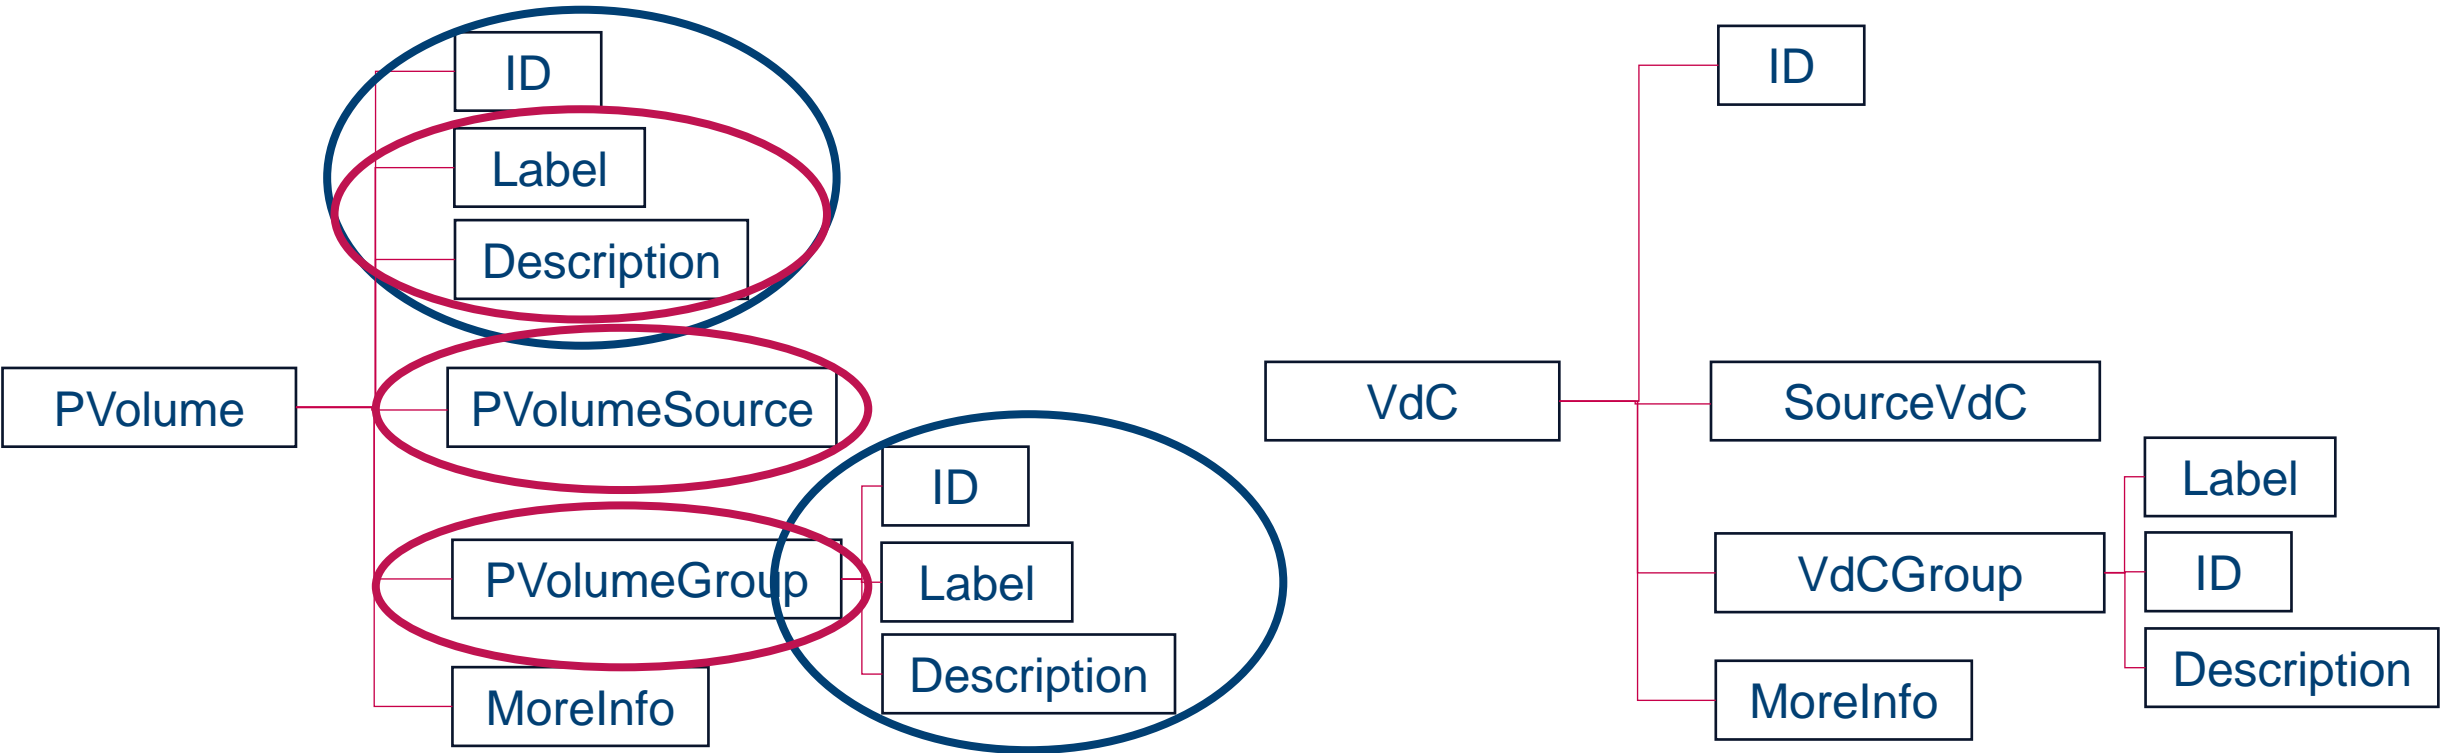 ID
Label
Description
PVolume
PVolumeSource
ID
PVolumeGroup
Label
Description
MoreInfo
ID
VdC
SourceVdC
Label
VdCGroup
ID
Description
MoreInfo